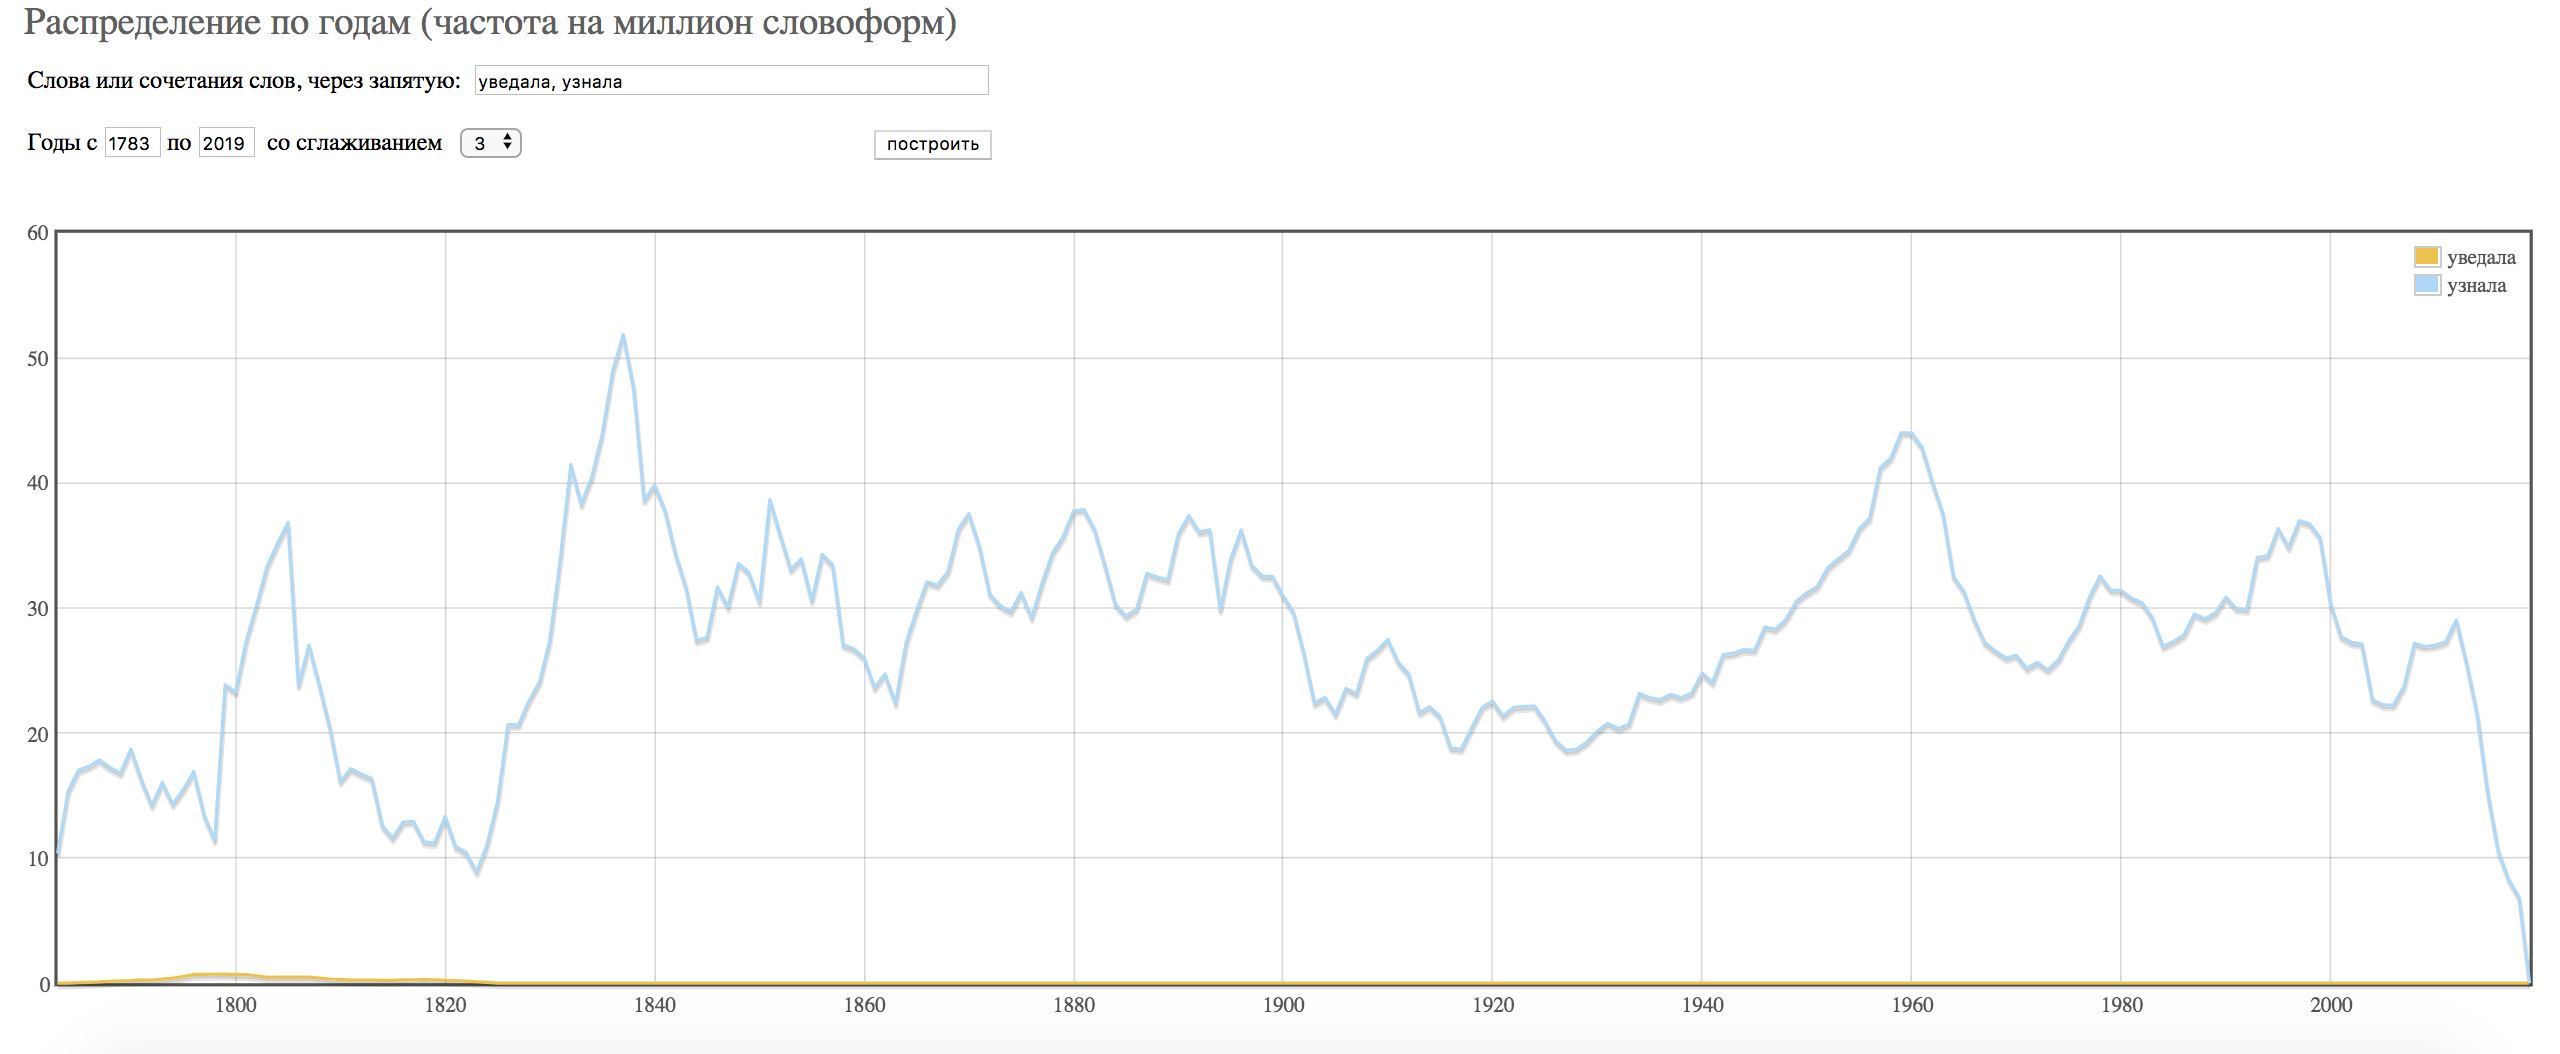 Распределение по годам (частота на миллион словоформ)
Слова или сочетания слов, через запятую: уведала, узнала
Годы с 1783 по 2019 со сглаживанием 3 построить
60
уведала
узнала
50
40
30
20
10
0
1800 1820 1840 1860 1880 1900 1920 1940 1960 1980 2000